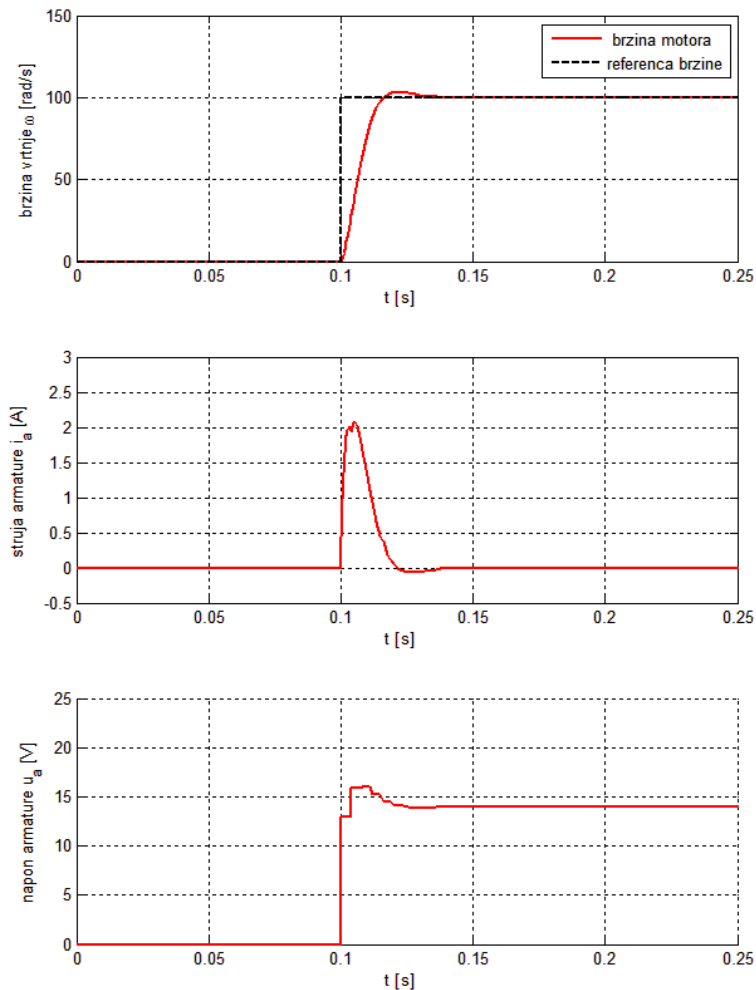 150
100
50
0
brzina vrtnje ω [rad/s]
brzina motora
referenca brzine
0 0.05 0.1 0.15 0.2 0.25
t [s]
3
2.5
2
1.5
1
0.5
0
-0.5
struja armature i_a [A]
0 0.05 0.1 0.15 0.2 0.25
t [s]
25
20
15
10
5
0
napon armature u_a [V]
0 0.05 0.1 0.15 0.2 0.25
t [s]